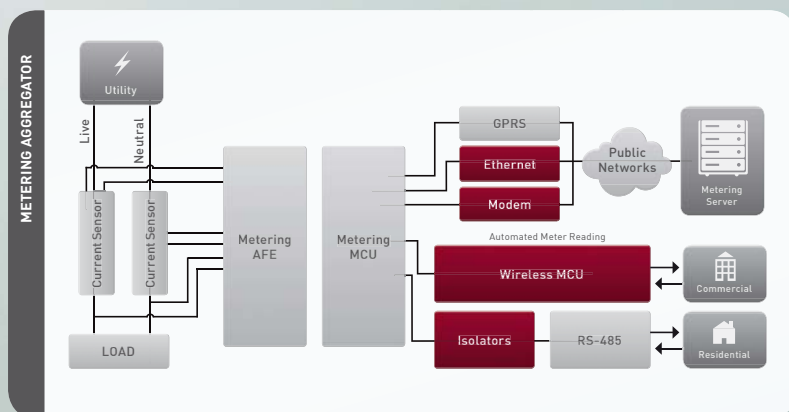 METERING AGGREGATOR
Utility
Live
Neutral
Current Sensor
Current Sensor
LOAD
Metering
AFE
Metering
MCU
GPRS
Ethernet
Modem
Public
Networks
Metering
Server
Automated Meter Reading
Wireless MCU
Commercial
Isolators
RS-485
Residential